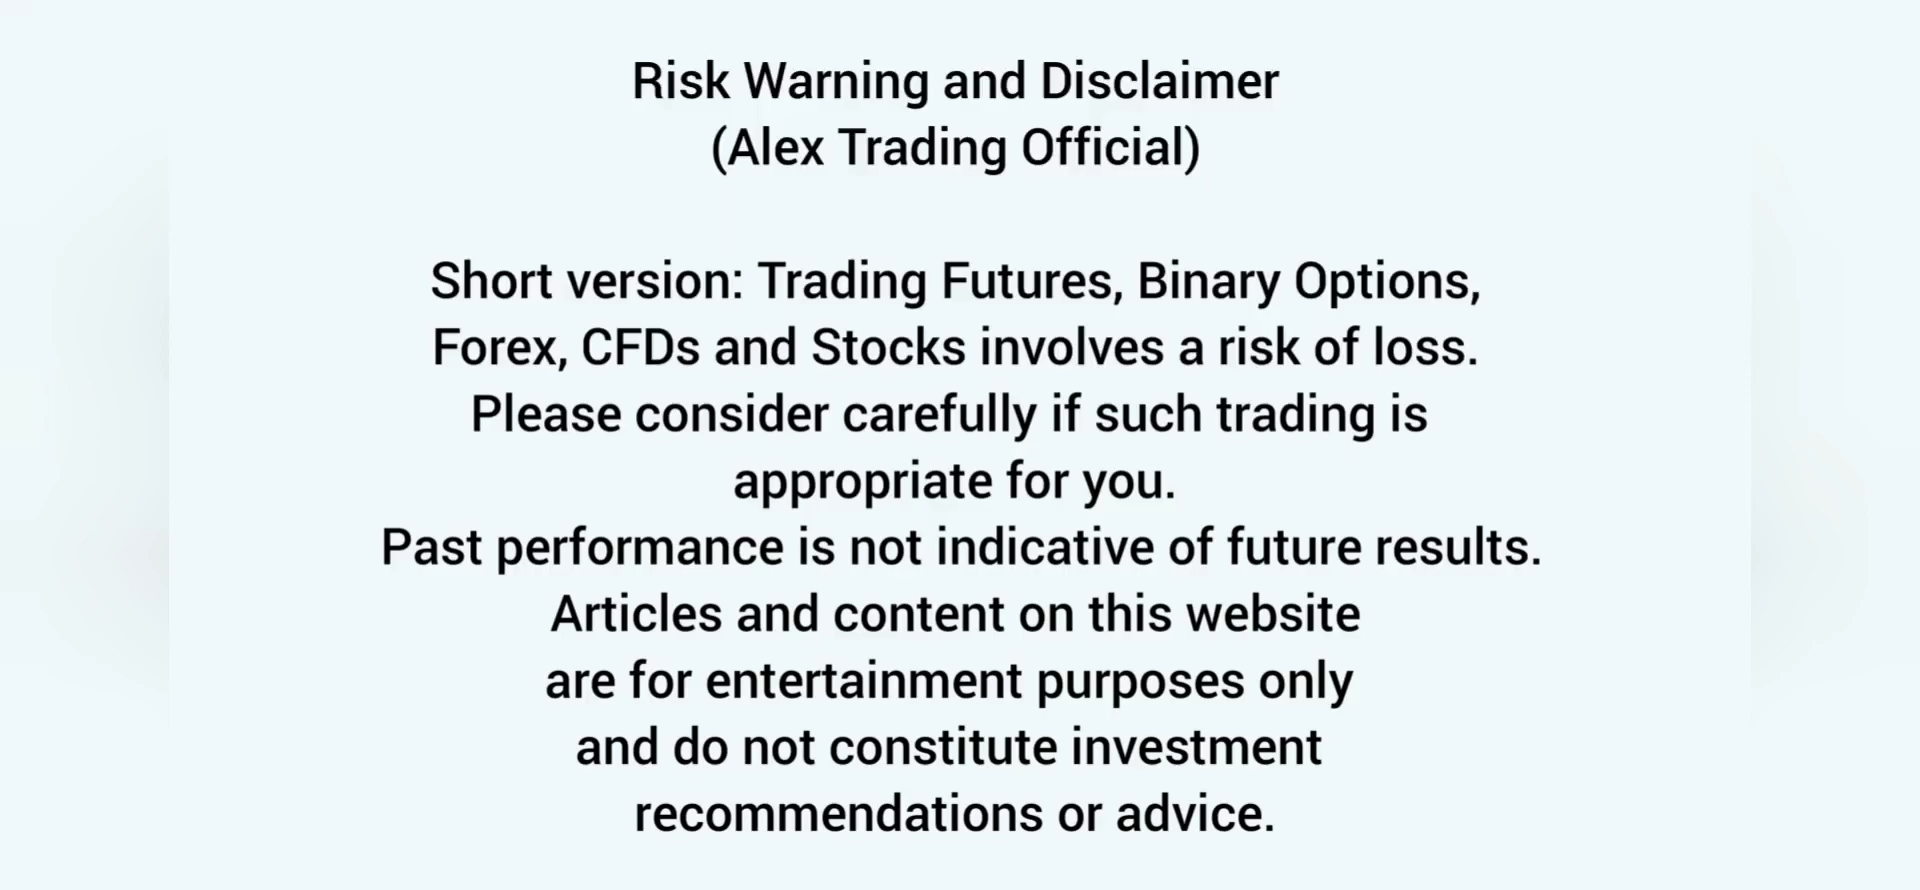 Risk Warning and Disclaimer
(Alex Trading Official)
Short version: Trading Futures, Binary Options,
Forex, CFDs and Stocks involves a risk of loss.
Please consider carefully if such trading is
appropriate for you.
Past performance is not indicative of future results.
Articles and content on this website
are for entertainment purposes only
and do not constitute investment
recommendations or advice.